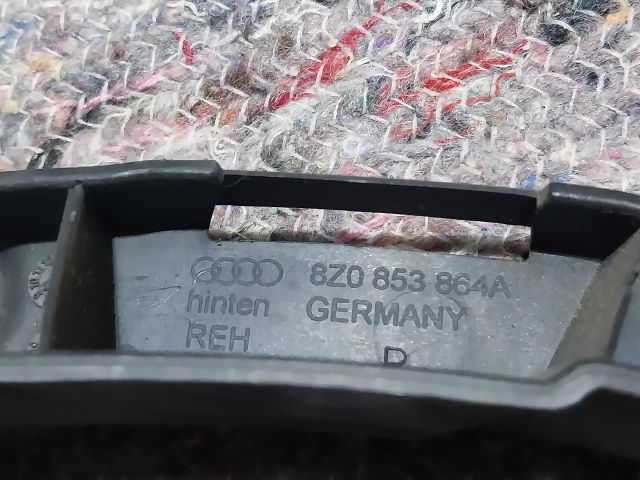 8Z0 853 864A
hinten GERMANY
REH